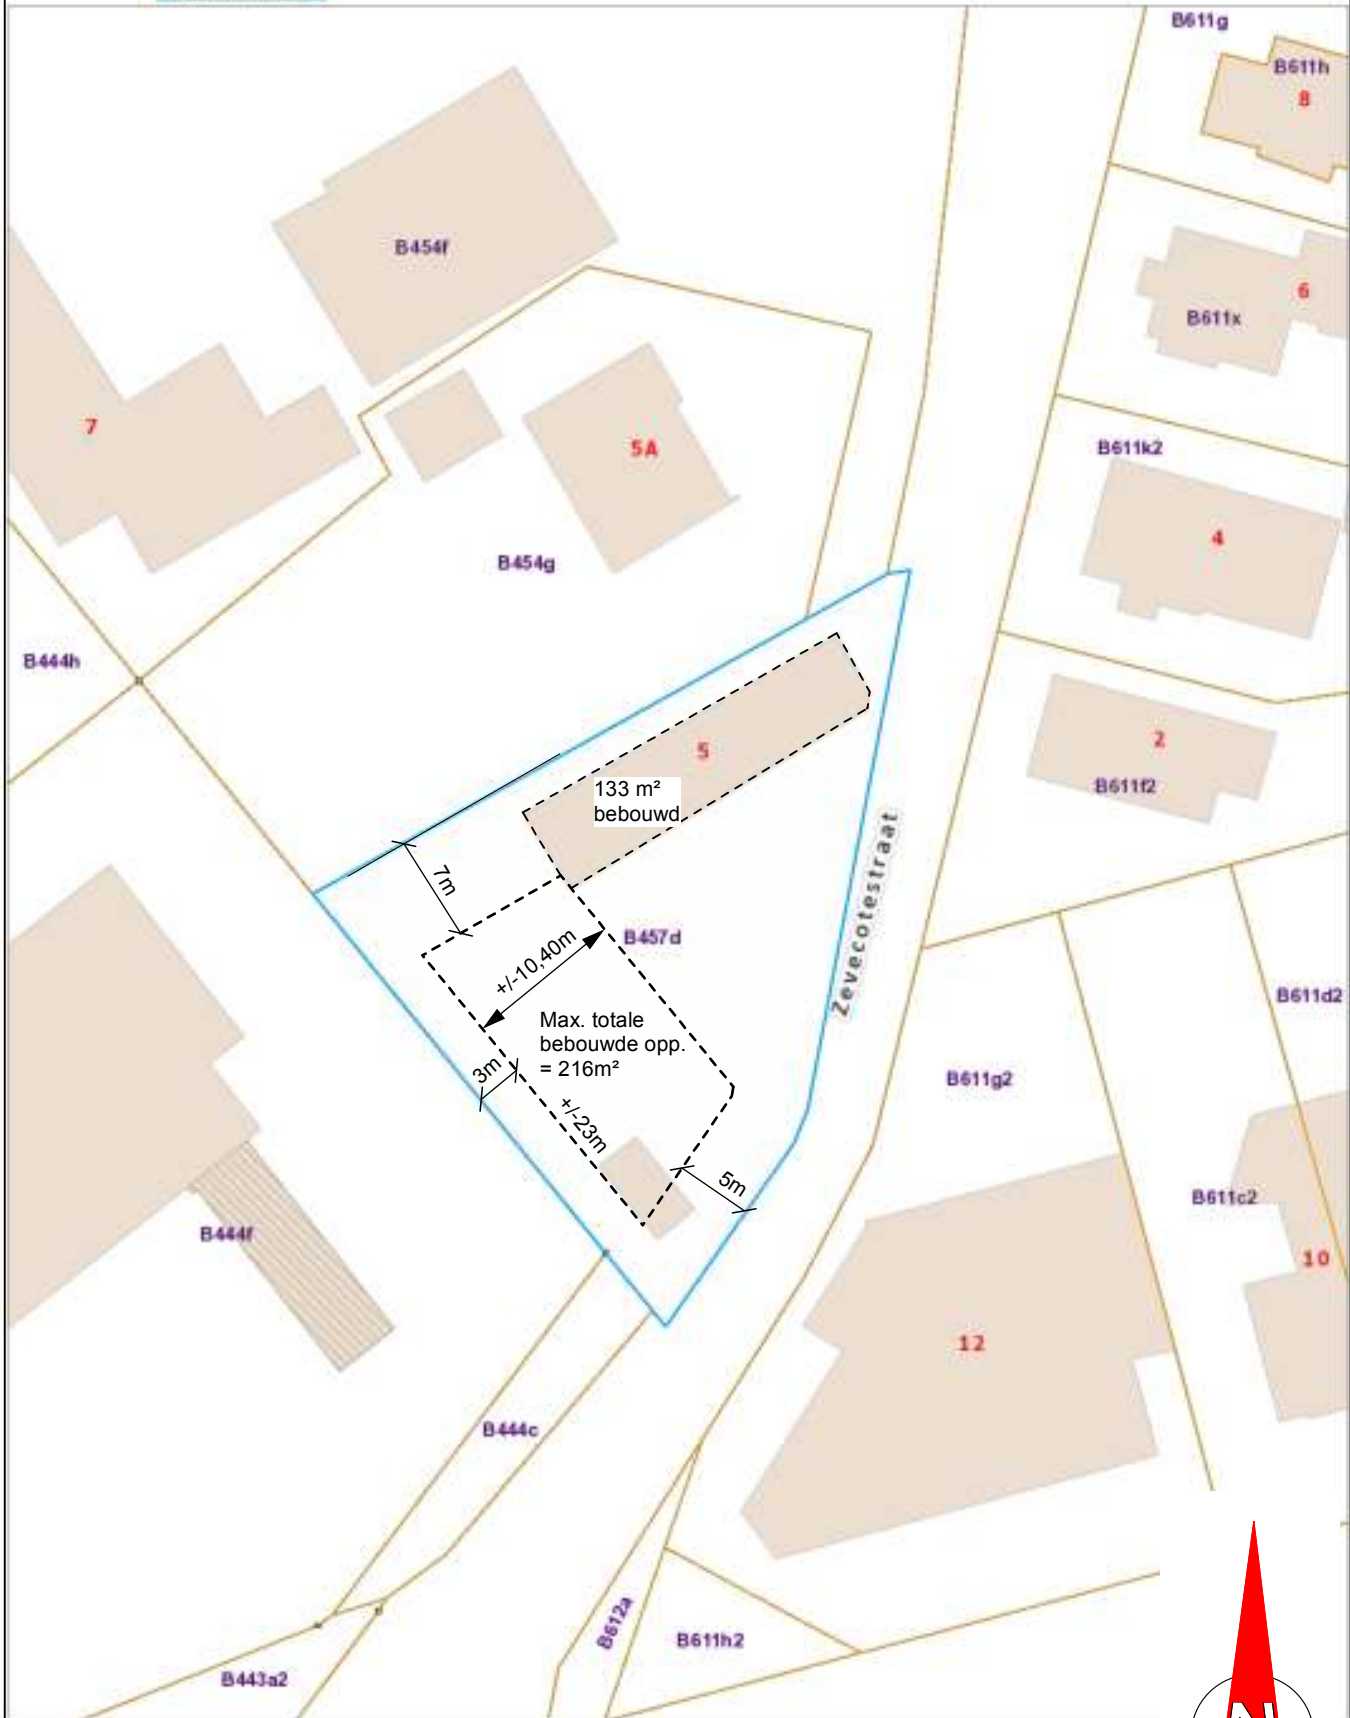 B611g
B611h
8
B454f
6
B611x
7
5A
B611k2
4
B454g
B444h
5
2
B611f2
133 m²
bebouwd
7m
Zevecotestraat
+/-10,40m
B457d
B611d2
Max. totale
bebouwde opp.
= 216m²
3m
B611g2
+/-23m
5m
B611c2
B444f
10
12
B444c
B612a
B611h2
B443a2
N